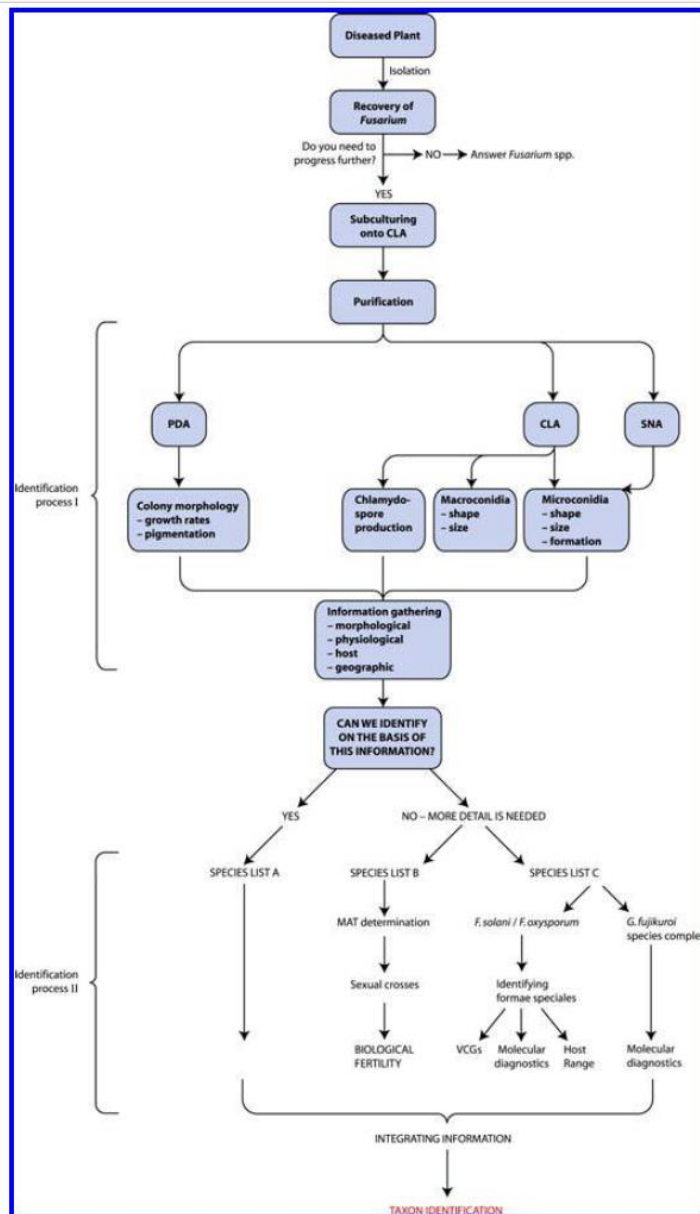 Diseased Plant
Isolation
Recovery of
Fusarium
Do you need to
progress further?
NO
Answer Fusarium spp.
YES
Subculturing
onto CLA
Purification
PDA
CLA
SNA
Identification
process I
Colony morphology
– growth rates
– pigmentation
Chlamydo-
spore
production
Macroconidia
– shape
– size
Microconidia
– shape
– size
– formation
Information gathering
– morphological
– physiological
– host
– geographic
CAN WE IDENTIFY
ON THE BASIS OF
THIS INFORMATION?
YES
NO – MORE DETAIL IS NEEDED
SPECIES LIST A
SPECIES LIST B
SPECIES LIST C
MAT determination
F. solani / F. oxysporum
G. fujikuroi
species comple
Identification
process II
Sexual crosses
Identifying
formae speciales
BIOLOGICAL
FERTILITY
VCGs
Molecular
diagnostics
Host
Range
Molecular
diagnostics
INTEGRATING INFORMATION
TAXON IDENTIFICATION